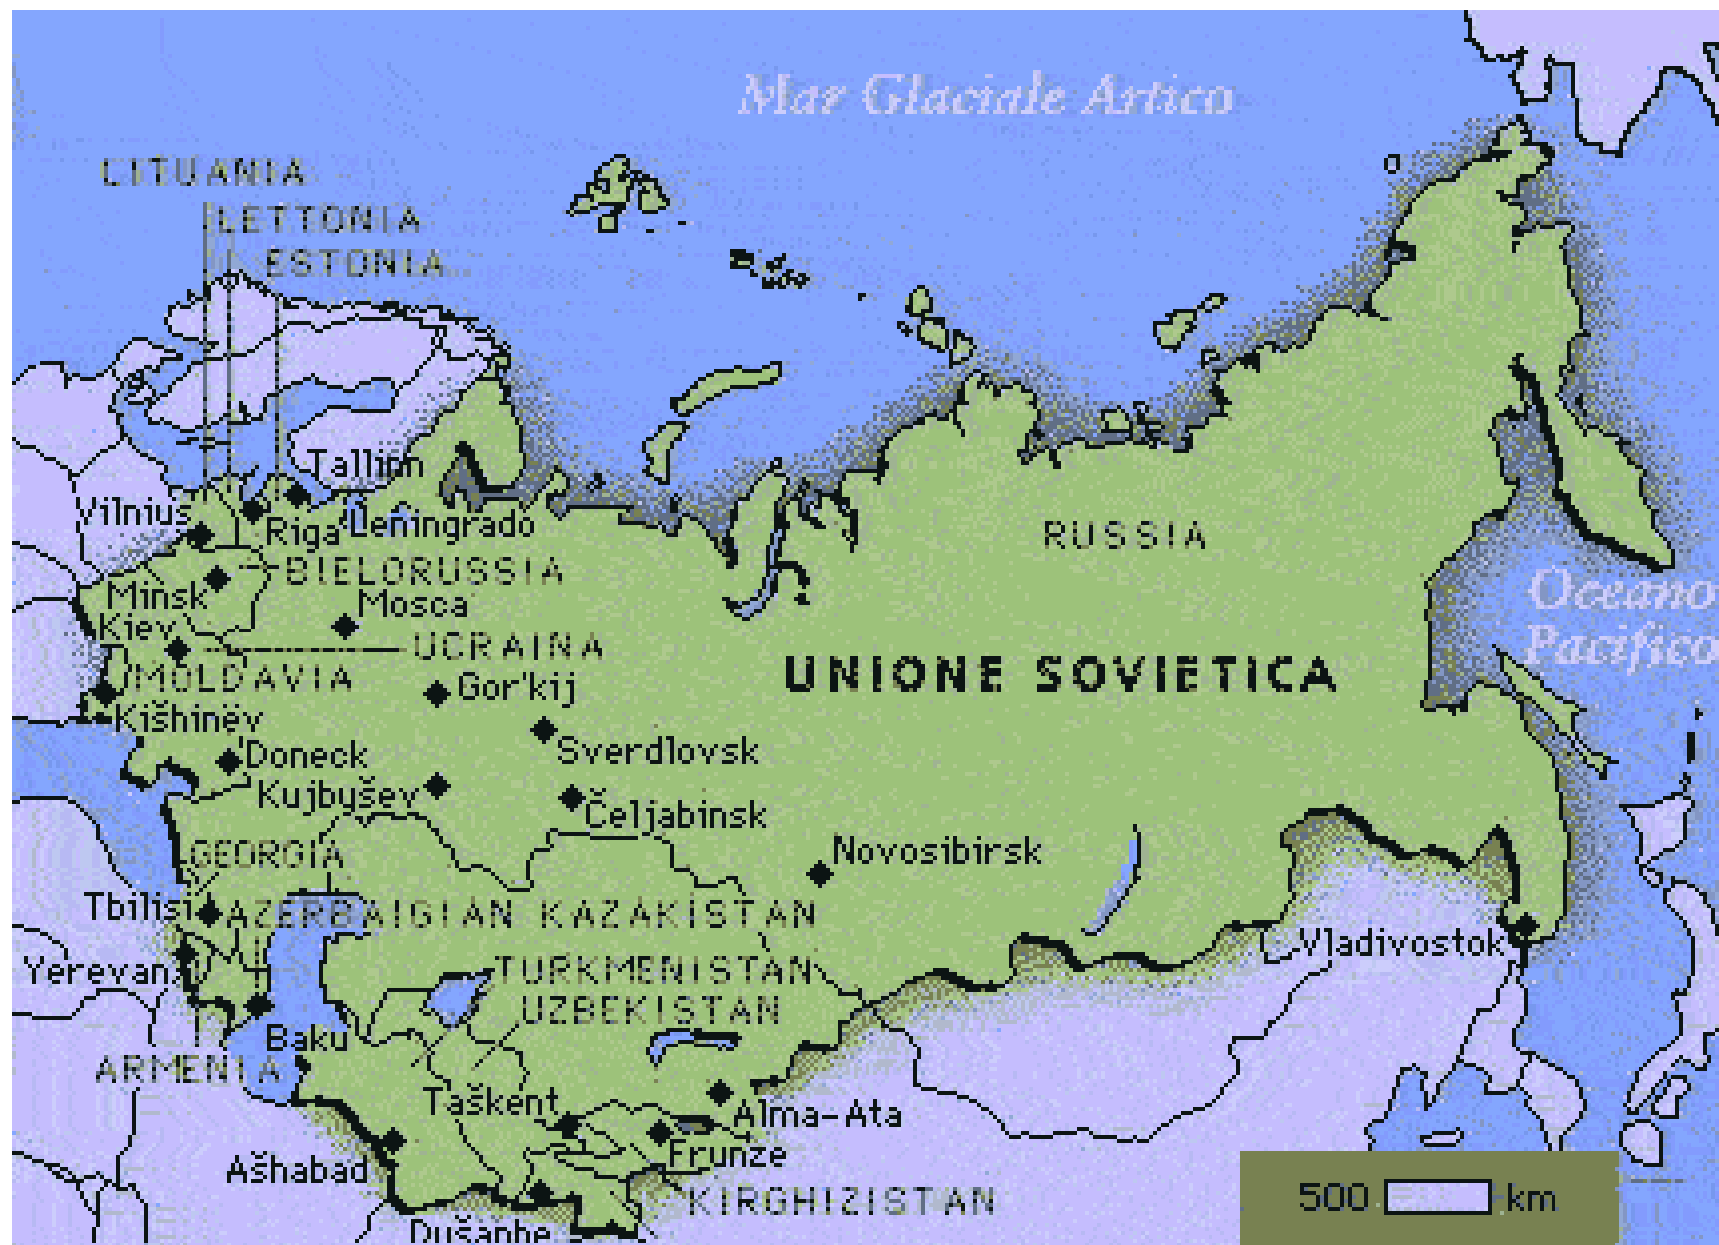 Mar Glaciale Artico
LITUANIA
LETTONIA
ESTONIA
Tallinn
Vilnius
Riga
Leningrado
RUSSIA
BIELORUSSIA
Minsk
Mosca
Oceano
Pacifico
Kiev
UCRAINA
MOLDAVIA
UNIONE SOVIETICA
Gor'kij
Kišhinëv
Doneck
Sverdlovsk
Kujbyšev
Čeljabinsk
GEORGIA
Novosibirsk
Tbilisi
AZERBAIGIAN
KAZAKISTAN
Vladivostok
Yerevan
TURKMENISTAN
UZBEKISTAN
Baku
ARMENIA
Taškent
Alma-Ata
Frunze
Ašhabad
KIRGHIZISTAN
500 km
Dušanbe